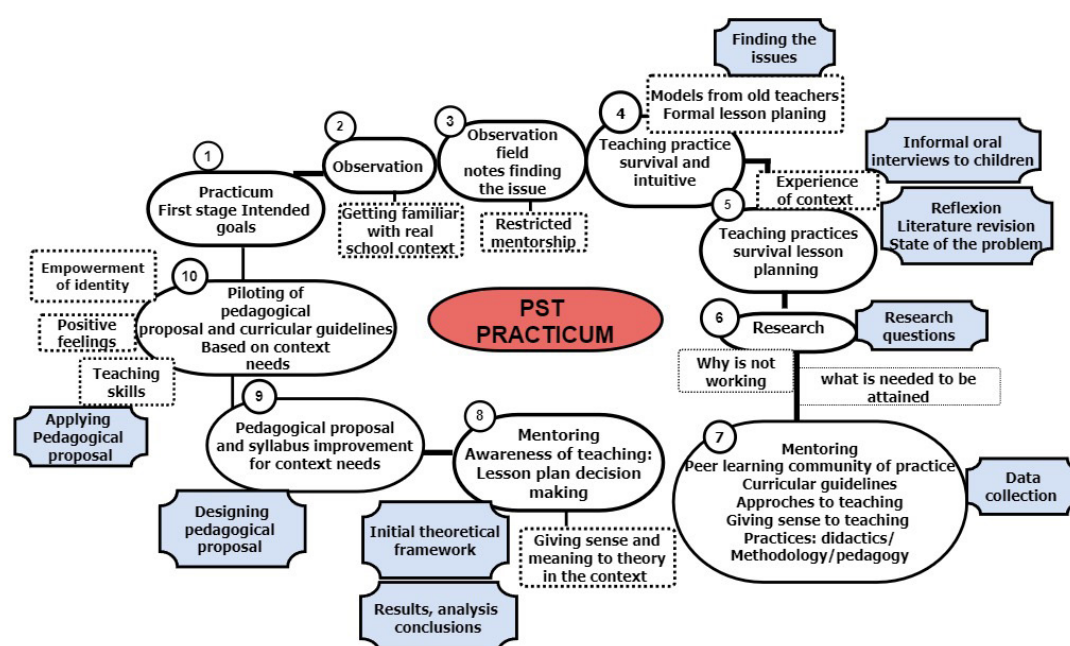 Finding the
issues
Models from old teachers
Formal lesson planing
4
Teaching practice
survival and
intuitive
3
Observation
field
notes finding
the issue
2
Observation
1
Practicum
First stage Intended
goals
Getting familiar
with real
school context
Restricted
mentorship
Informal oral
interviews to children
Experience
of context
5
Teaching practices
survival lesson
planning
Reflexion
Literature revision
State of the problem
Empowerment
of identity
10
Piloting of
pedagogical
proposal and curricular guidelines
Based on context
needs
Positive
feelings
Teaching
skills
PST
PRACTICUM
6
Research
Research
questions
Why is not
working
what is needed to be
attained
Applying
Pedagogical
proposal
9
Pedagogical proposal
and syllabus improvement
for context needs
8
Mentoring
Awareness of teaching:
Lesson plan decision
making
7
Mentoring
Peer learning community of practice
Curricular guidelines
Approaches to teaching
Giving sense to teaching
Practices: didactics/
Methodology/pedagogy
Data
collection
Designing
pedagogical
proposal
Initial theoretical
framework
Giving sense and
meaning to theory
in the context
Results, analysis
conclusions